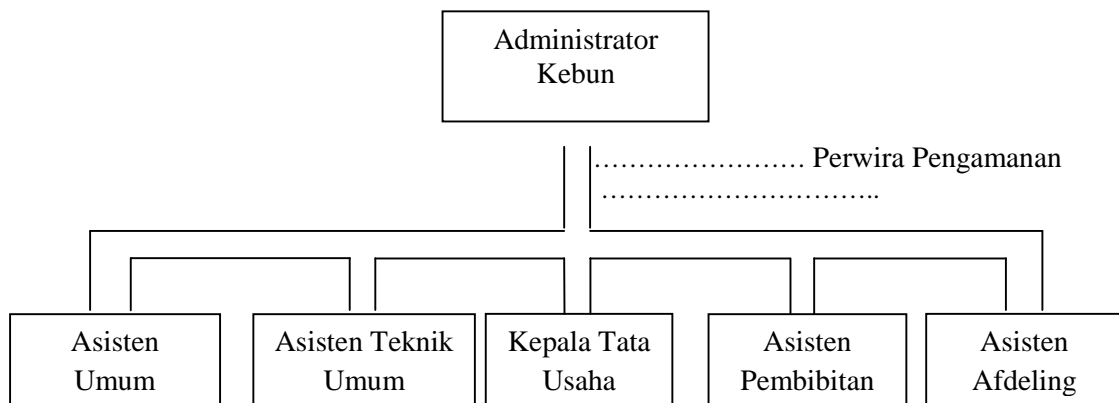 Administrator
Kebun
…………………… Perwira Pengamanan
…………………………..
Asisten
Umum
Asisten Teknik
Umum
Kepala Tata
Usaha
Asisten
Pembibitan
Asisten
Afdeling